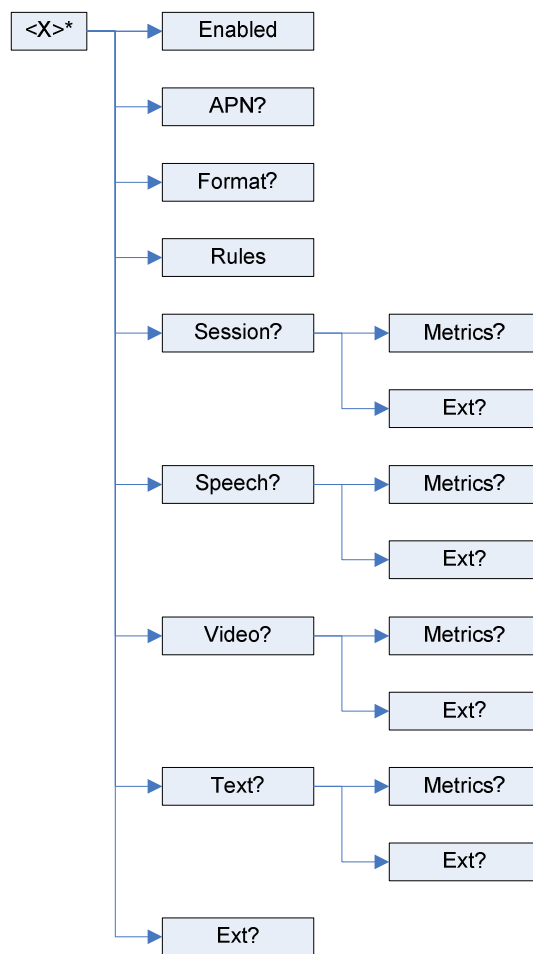 <X>*
Enabled
APN?
Format?
Rules
Session?
Metrics?
Ext?
Speech?
Metrics?
Ext?
Video?
Metrics?
Ext?
Text?
Metrics?
Ext?
Ext?